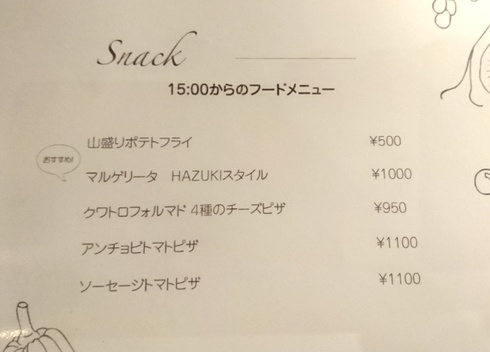 Snack
15:00からのフードメニュー
山盛りポテトフライ ¥500
おすすめ!
マルゲリータ HAZUKIスタイル ¥1000
クワトロフォルマド 4種のチーズピザ ¥950
アンチョビトマトピザ ¥1100
ソーセージトマトピザ ¥1100